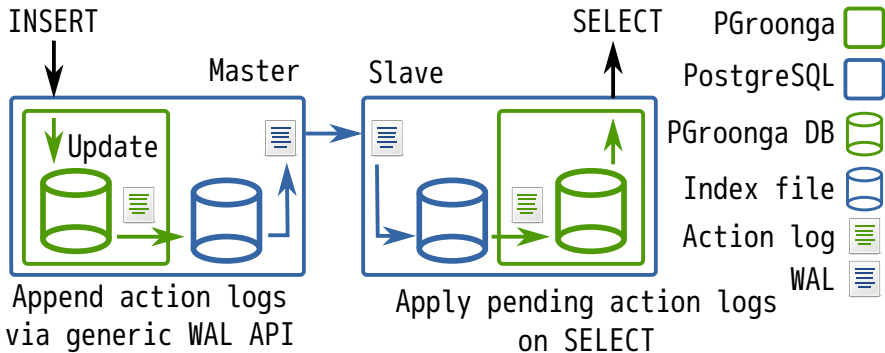 INSERT
SELECT
Master
Slave
Update
Append action logs
via generic WAL API
Apply pending action logs
on SELECT
PGroonga
PostgreSQL
PGroonga DB
Index file
Action log
WAL